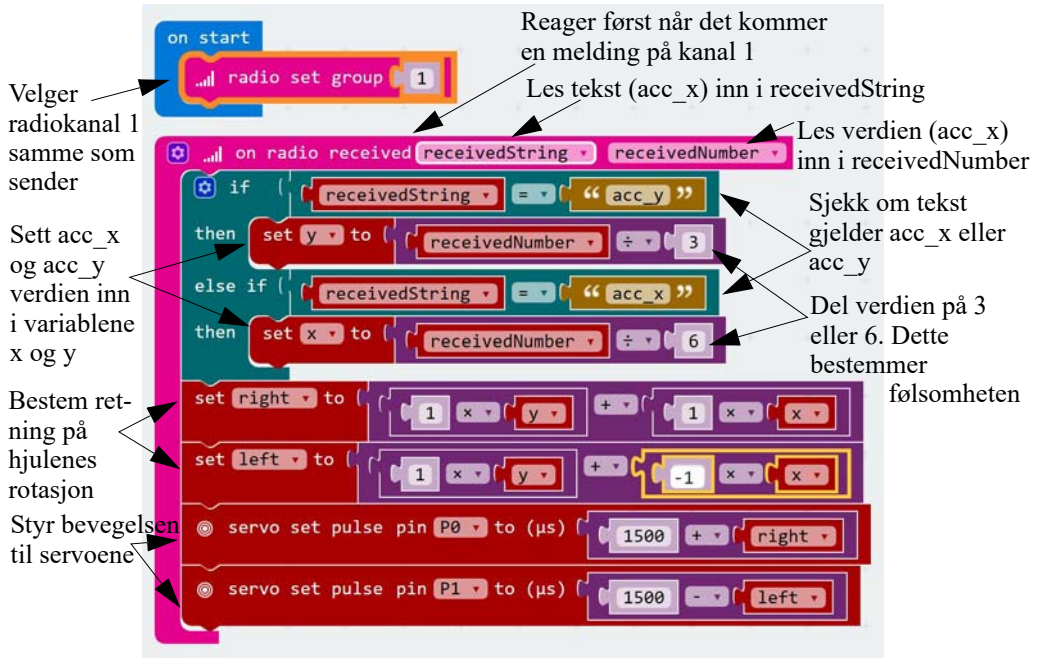 Reager først når det kommer
en melding på kanal 1
Les tekst (acc_x) inn i receivedString
Les verdien (acc_x)
inn i receivedNumber
Velger
radiokanal 1
samme som
sender
on start
radio set group 1
on radio received receivedString receivedNumber
if receivedString = “ acc_y ”
then set y to receivedNumber ÷ 3
else if receivedString = “ acc_x ”
then set x to receivedNumber ÷ 6
set right to 1 × y + 1 × x
set left to 1 × y + -1 × x
servo set pulse pin P0 to (µs) 1500 + right
servo set pulse pin P1 to (µs) 1500 - left
Sjekk om tekst
gjelder acc_x eller
acc_y
Sett acc_x
og acc_y
verdien inn
i variablene
x og y
Del verdien på 3
eller 6. Dette
bestemmer
følsomheten
Bestem ret-
ning på
hjulenes
rotasjon
Styr bevegelsen
til servoene